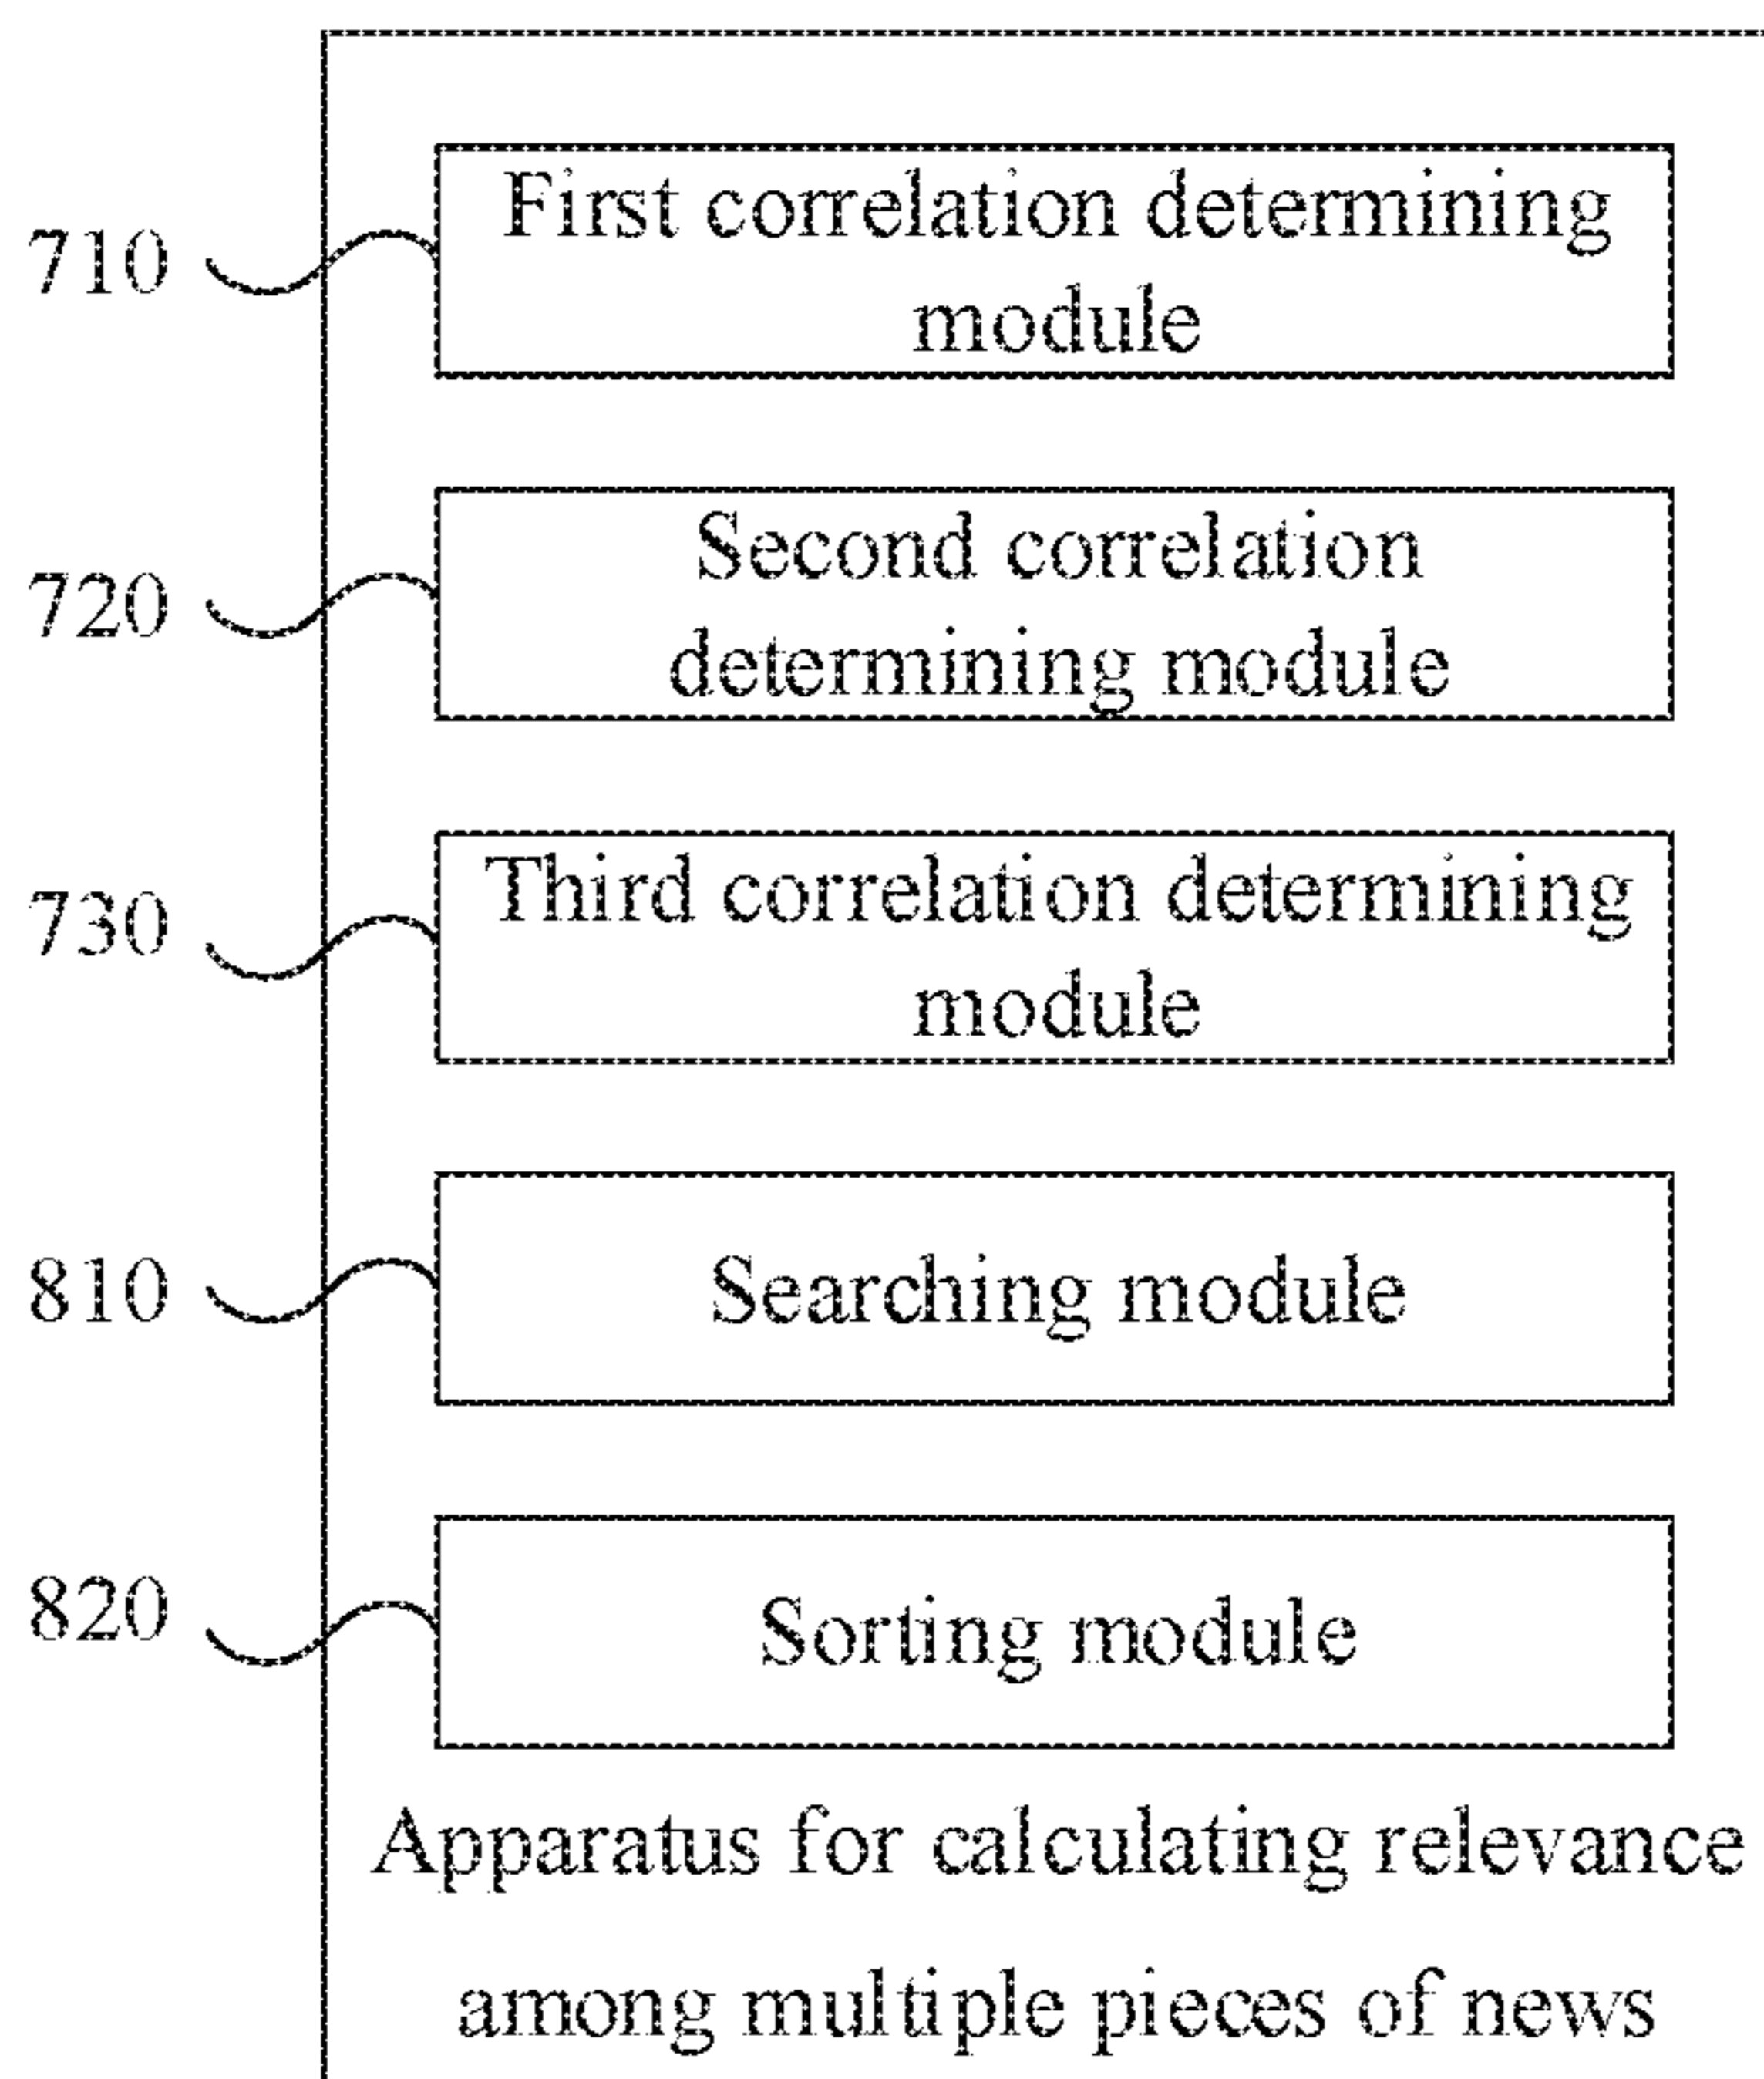 710
First correlation determining
module
720
Second correlation
determining module
730
Third correlation determining
module
810
Searching module
820
Sorting module
Apparatus for calculating relevance
among multiple pieces of news